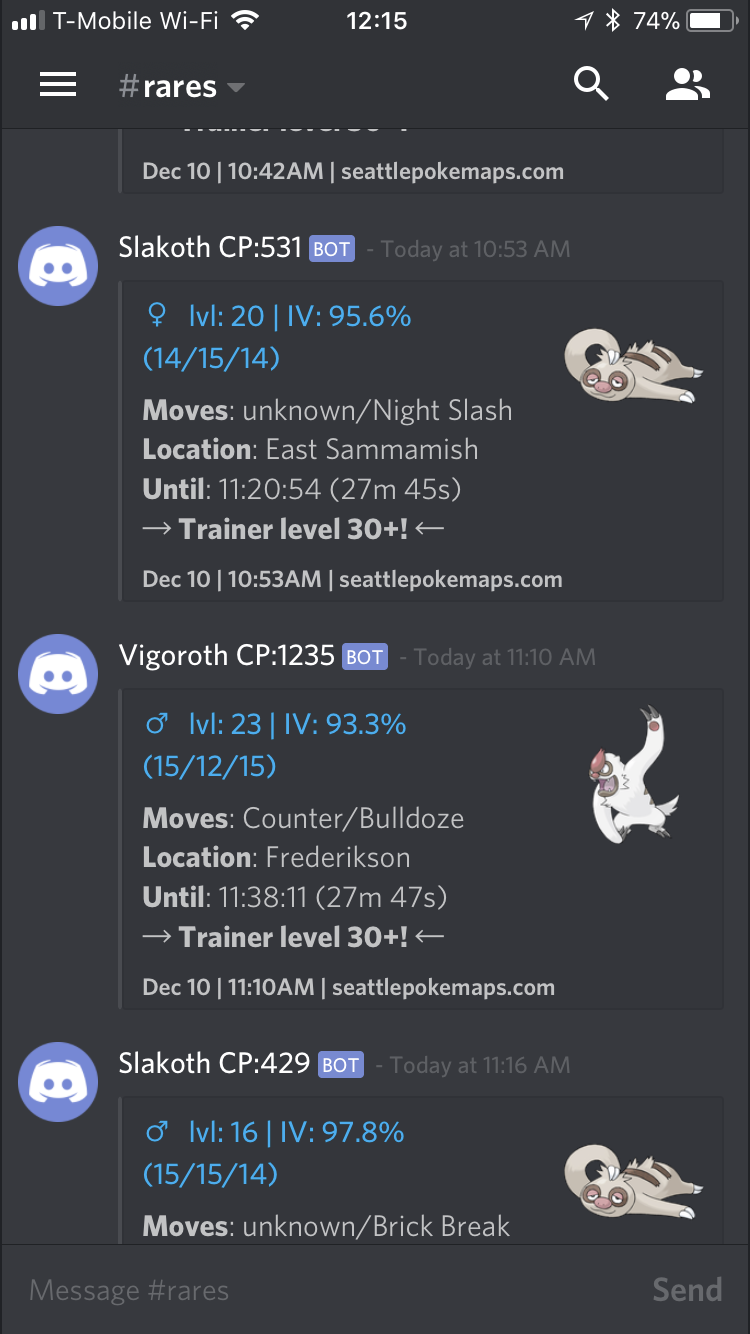 T-Mobile Wi-Fi 12:15 74%
#rares
Dec 10 | 10:42AM | seattlepokemaps.com
Slakoth CP:531 BOT - Today at 10:53 AM
♀ lvl: 20 | IV: 95.6%
(14/15/14)
Moves: unknown/Night Slash
Location: East Sammamish
Until: 11:20:54 (27m 45s)
→ Trainer level 30+! ←
Dec 10 | 10:53AM | seattlepokemaps.com
Vigoroth CP:1235 BOT - Today at 11:10 AM
♂ lvl: 23 | IV: 93.3%
(15/12/15)
Moves: Counter/Bulldoze
Location: Frederikson
Until: 11:38:11 (27m 47s)
→ Trainer level 30+! ←
Dec 10 | 11:10AM | seattlepokemaps.com
Slakoth CP:429 BOT - Today at 11:16 AM
♂ lvl: 16 | IV: 97.8%
(15/15/14)
Moves: unknown/Brick Break
Message #rares Send